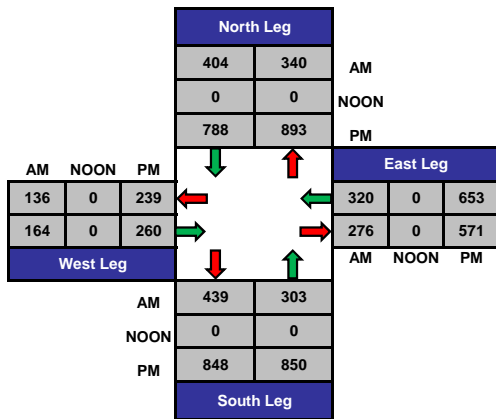 North Leg
404 340 AM
0 0 NOON
788 893 PM
AM NOON PM East Leg
136 0 239 320 0 653
164 0 260 276 0 571
West Leg AM NOON PM
AM 439 303
NOON 0 0
PM 848 850
South Leg